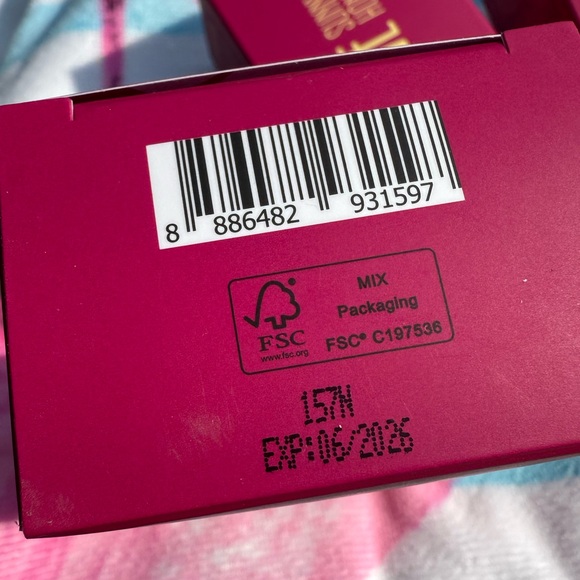 8 886482 931597
MIX
Packaging
FSC® C197536
FSC
www.fsc.org
157N
EXP:06/2026